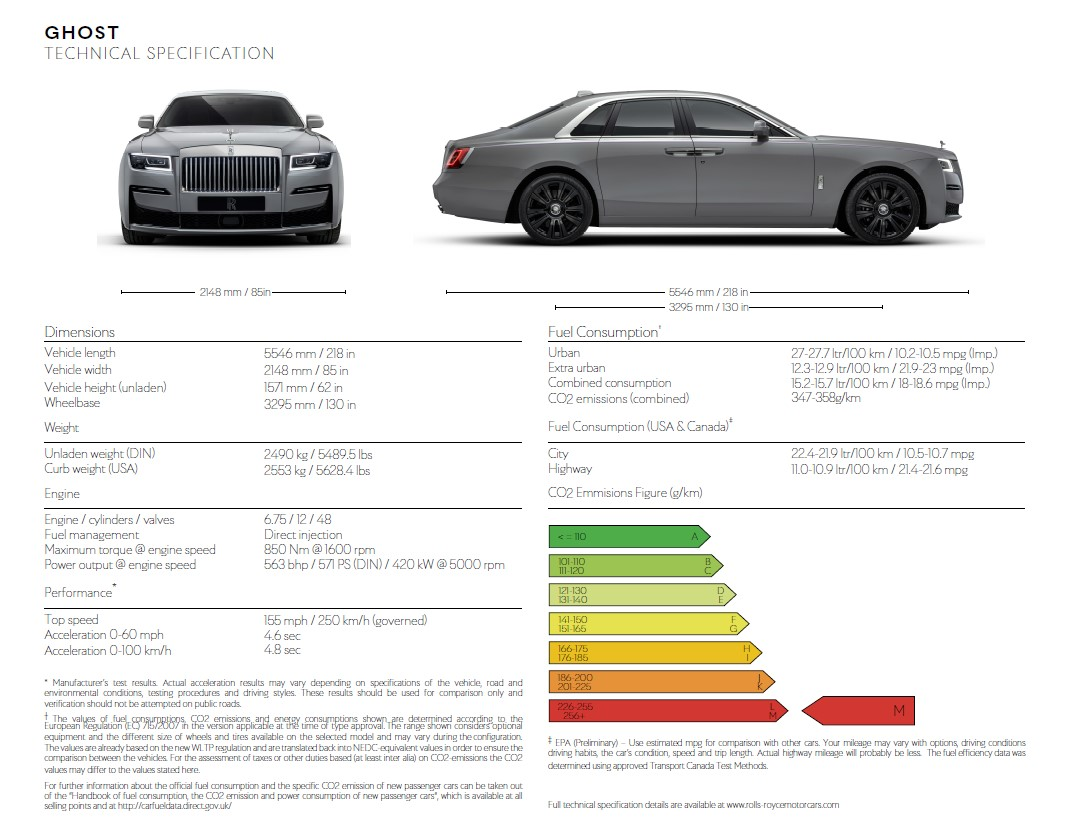 GHOST
TECHNICAL SPECIFICATION
R
2148 mm / 85in
5546 mm / 218 in
3295 mm / 130 in
Dimensions
Vehicle length 5546 mm / 218 in
Vehicle width 2148 mm / 85 in
Vehicle height (unladen) 1571 mm / 62 in
Wheelbase 3295 mm / 130 in
Weight
Unladen weight (DIN) 2490 kg / 5489.5 lbs
Curb weight (USA) 2553 kg / 5628.4 lbs
Engine
Engine / cylinders / valves 6.75 / 12 / 48
Fuel management Direct injection
Maximum torque @ engine speed 850 Nm @ 1600 rpm
Power output @ engine speed 563 bhp / 571 PS (DIN) / 420 kW @ 5000 rpm
Performance*
Top speed 155 mph / 250 km/h (governed)
Acceleration 0-60 mph 4.6 sec
Acceleration 0-100 km/h 4.8 sec
* Manufacturer's test results. Actual acceleration results may vary depending on specifications of the vehicle, road and
environmental conditions, testing procedures and driving styles. These results should be used for comparison only and
verification should not be attempted on public roads.
† The values of fuel consumptions, CO2 emissions and energy consumptions shown are determined according to the
European Regulation (EC) 715/2007 in the version applicable at the time of type approval. The range shown considers optional
equipment and the different size of wheels and tires available on the selected model and may vary during the configuration.
The values are already based on the new WLTP regulation and are translated back into NEDC-equivalent values in order to ensure the
comparison between the vehicles. For the assessment of taxes or other duties based (at least inter alia) on CO2-emissions the CO2
values may differ to the values stated here.
For further information about the official fuel consumption and the specific CO2 emission of new passenger cars can be taken out
of the "Handbook of fuel consumption, the CO2 emission and power consumption of new passenger cars", which is available at all
selling points and at http://carfueldata.direct.gov.uk/
Fuel Consumption†
Urban 27-27.7 ltr/100 km / 10.2-10.5 mpg (Imp.)
Extra urban 12.3-12.9 ltr/100 km / 21.9-23 mpg (Imp.)
Combined consumption 15.2-15.7 ltr/100 km / 18-18.6 mpg (Imp.)
CO2 emissions (combined) 347-358g/km
Fuel Consumption (USA & Canada)‡
City 22.4-21.9 ltr/100 km / 10.5-10.7 mpg
Highway 11.0-10.9 ltr/100 km / 21.4-21.6 mpg
CO2 Emmisions Figure (g/km)
<= 110 A
101-110 B
111-120 C
121-130 D
131-140 E
141-150 F
151-165 G
166-175 H
176-185 I
186-200 J
201-225 K
226-255 L
256+ M
M
‡ EPA (Prelimnary) – Use estimated mpg for comparison with other cars. Your mileage may vary with options, driving conditions
driving habits, the car's condition, speed and trip length. Actual highway mileage will probably be less. The fuel efficiency data was
determined using approved Transport Canada Test Methods.
Full technical specification details are available at www.rolls-roycemotorcars.com